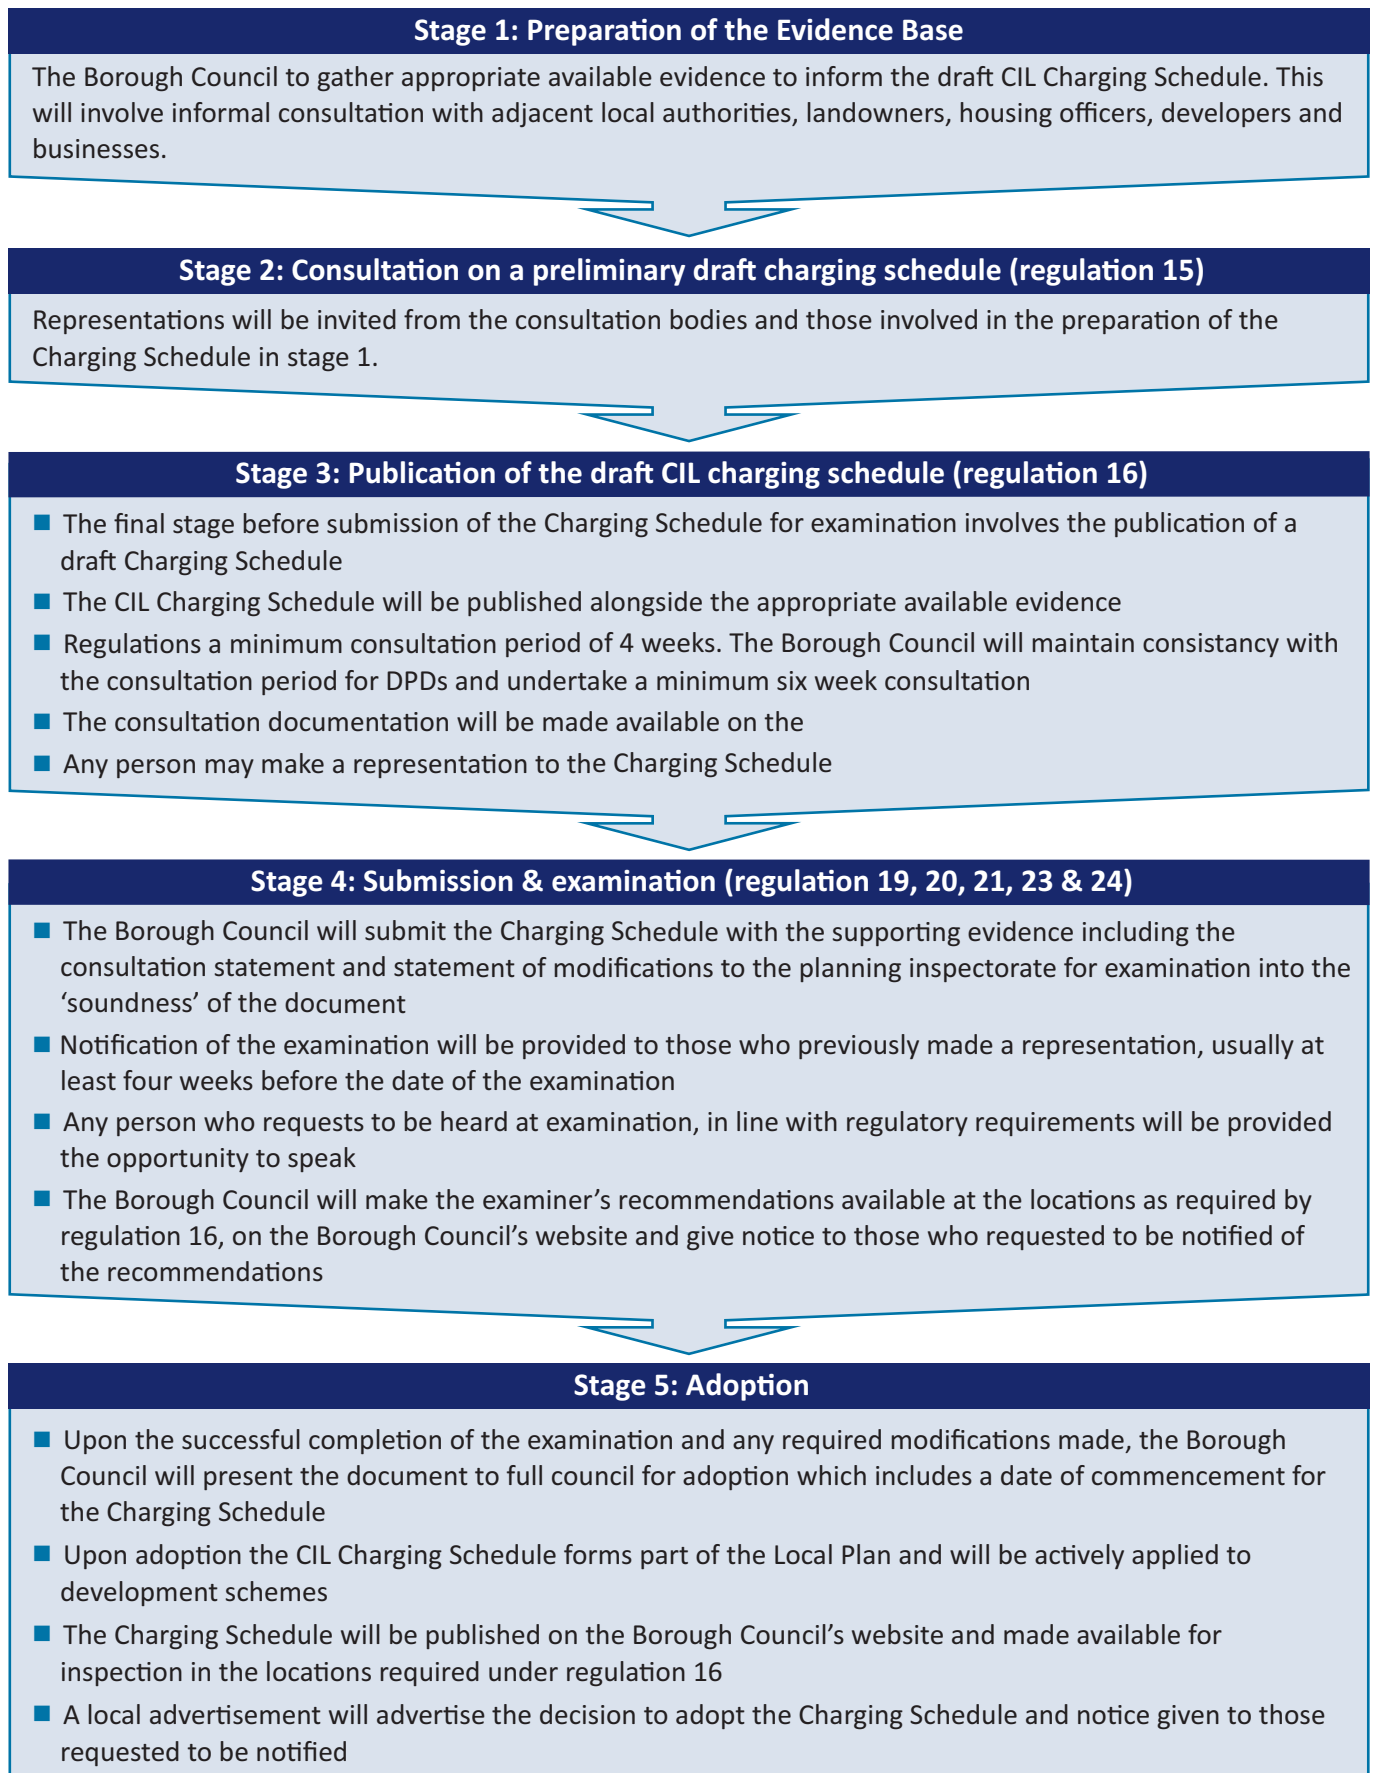 Stage 1: Preparation of the Evidence Base
The Borough Council to gather appropriate available evidence to inform the draft CIL Charging Schedule. This
will involve informal consultation with adjacent local authorities, landowners, housing officers, developers and
businesses.
Stage 2: Consultation on a preliminary draft charging schedule (regulation 15)
Representations will be invited from the consultation bodies and those involved in the preparation of the
Charging Schedule in stage 1.
Stage 3: Publication of the draft CIL charging schedule (regulation 16)
■ The final stage before submission of the Charging Schedule for examination involves the publication of a
draft Charging Schedule
■ The CIL Charging Schedule will be published alongside the appropriate available evidence
■ Regulations a minimum consultation period of 4 weeks. The Borough Council will maintain consistancy with
the consultation period for DPDs and undertake a minimum six week consultation
■ The consultation documentation will be made available on the
■ Any person may make a representation to the Charging Schedule
Stage 4: Submission & examination (regulation 19, 20, 21, 23 & 24)
■ The Borough Council will submit the Charging Schedule with the supporting evidence including the
consultation statement and statement of modifications to the planning inspectorate for examination into the
‘soundness’ of the document
■ Notification of the examination will be provided to those who previously made a representation, usually at
least four weeks before the date of the examination
■ Any person who requests to be heard at examination, in line with regulatory requirements will be provided
the opportunity to speak
■ The Borough Council will make the examiner’s recommendations available at the locations as required by
regulation 16, on the Borough Council’s website and give notice to those who requested to be notified of
the recommendations
Stage 5: Adoption
■ Upon the successful completion of the examination and any required modifications made, the Borough
Council will present the document to full council for adoption which includes a date of commencement for
the Charging Schedule
■ Upon adoption the CIL Charging Schedule forms part of the Local Plan and will be actively applied to
development schemes
■ The Charging Schedule will be published on the Borough Council’s website and made available for
inspection in the locations required under regulation 16
■ A local advertisement will advertise the decision to adopt the Charging Schedule and notice given to those
requested to be notified